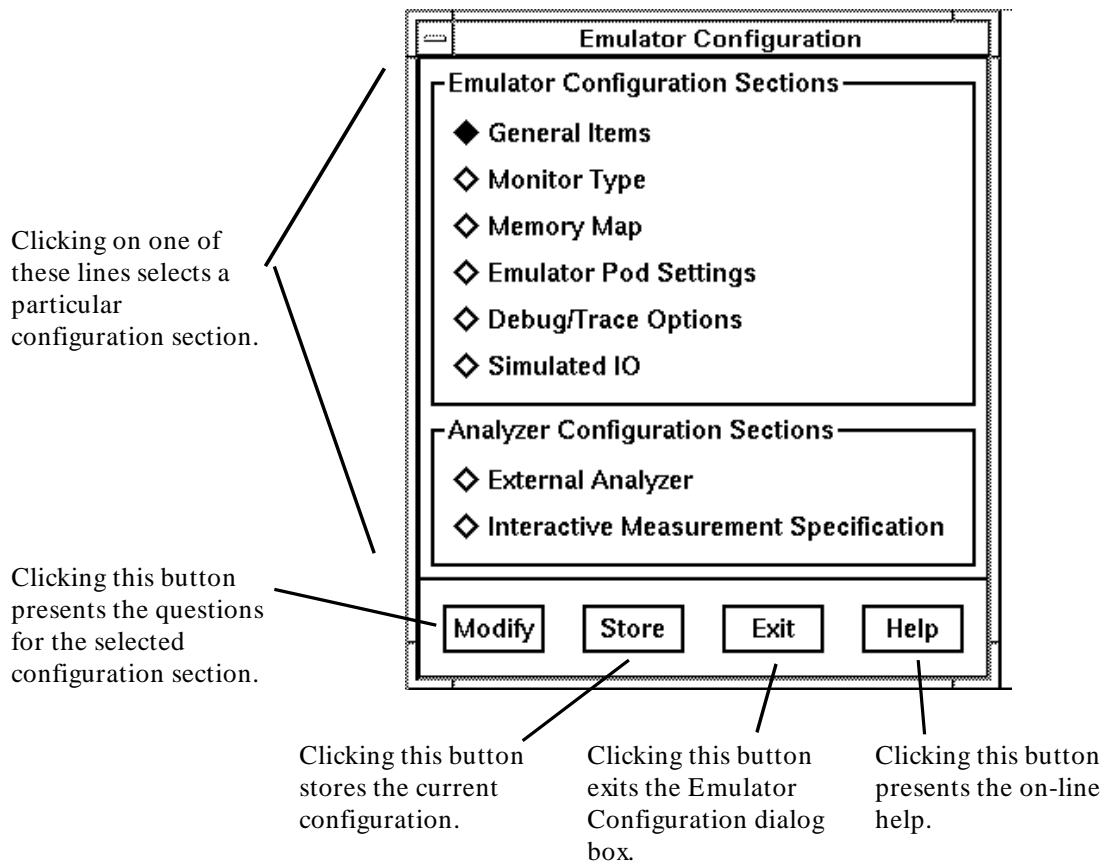 Emulator Configuration
Emulator Configuration Sections
General Items
Monitor Type
Memory Map
Emulator Pod Settings
Debug/Trace Options
Simulated IO
Analyzer Configuration Sections
External Analyzer
Interactive Measurement Specification
Modify
Store
Exit
Help
Clicking on one of
these lines selects a
particular
configuration section.
Clicking this button
presents the questions
for the selected
configuration section.
Clicking this button
stores the current
configuration.
Clicking this button
exits the Emulator
Configuration dialog
box.
Clicking this button
presents the on-line
help.